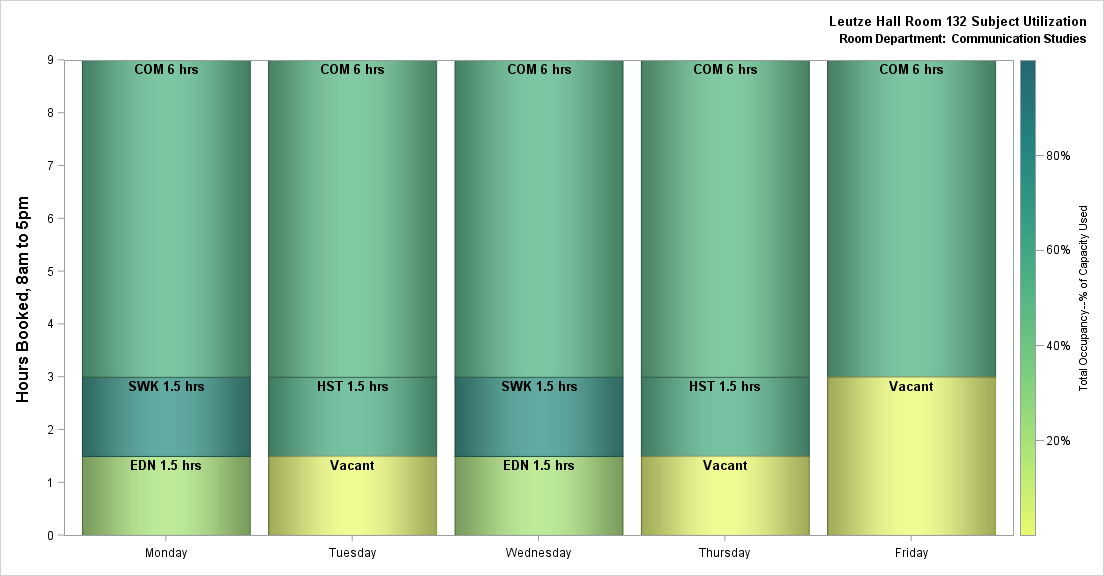 Leutze Hall Room 132 Subject Utilization
Room Department: Communication Studies
Hours Booked, 8am to 5pm
9
8
7
6
5
4
3
2
1
0
COM 6 hrs
SWK 1.5 hrs
EDN 1.5 hrs
Monday
COM 6 hrs
HST 1.5 hrs
Vacant
Tuesday
COM 6 hrs
SWK 1.5 hrs
EDN 1.5 hrs
Wednesday
COM 6 hrs
HST 1.5 hrs
Vacant
Thursday
COM 6 hrs
Vacant
Friday
80%
60%
40%
20%
Total Occupancy--% of Capacity Used